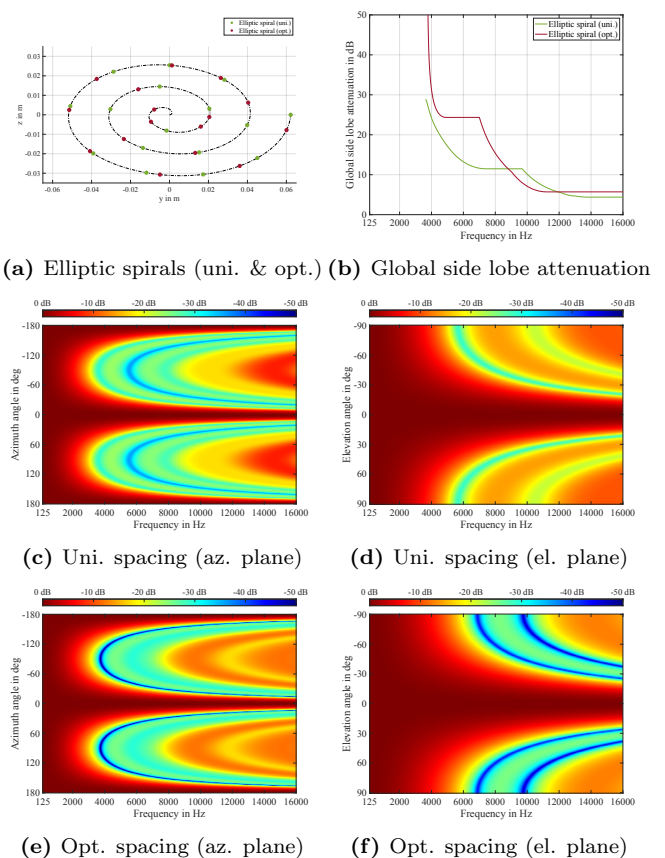 Elliptic spiral (uni.)
Elliptic spiral (opt.)
0.03
0.02
0.01
0
-0.01
-0.02
-0.03
z in m
-0.06 -0.04 -0.02 0 0.02 0.04 0.06
y in m
Elliptic spiral (uni.)
Elliptic spiral (opt.)
50
40
30
20
10
0
Global side lobe attenuation in dB
125 2000 4000 6000 8000 10000 12000 14000 16000
Frequency in Hz
(a) Elliptic spirals (uni. & opt.) (b) Global side lobe attenuation
0 dB -10 dB -20 dB -30 dB -40 dB -50 dB
-180
-120
-60
0
60
120
180
Azimuth angle in deg
125 2000 4000 6000 8000 10000 12000 14000 16000
Frequency in Hz
(c) Uni. spacing (az. plane)
0 dB -10 dB -20 dB -30 dB -40 dB -50 dB
-90
-60
-30
0
30
60
90
Elevation angle in deg
125 2000 4000 6000 8000 10000 12000 14000 16000
Frequency in Hz
(d) Uni. spacing (el. plane)
0 dB -10 dB -20 dB -30 dB -40 dB -50 dB
-180
-120
-60
0
60
120
180
Azimuth angle in deg
125 2000 4000 6000 8000 10000 12000 14000 16000
Frequency in Hz
(e) Opt. spacing (az. plane)
0 dB -10 dB -20 dB -30 dB -40 dB -50 dB
-90
-60
-30
0
30
60
90
Elevation angle in deg
125 2000 4000 6000 8000 10000 12000 14000 16000
Frequency in Hz
(f) Opt. spacing (el. plane)